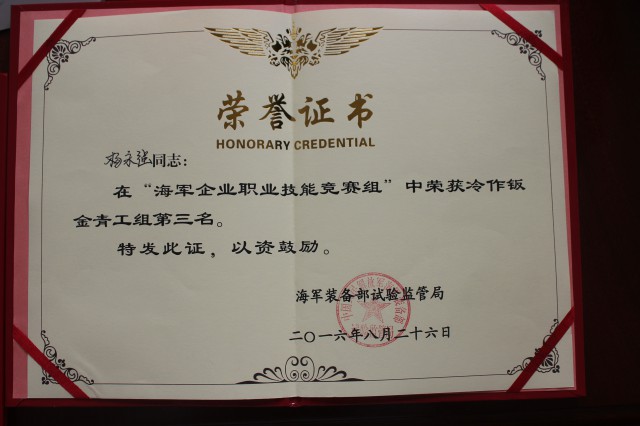 荣誉证书
HONORARY CREDENTIAL
杨永强同志：
在“海军企业职业技能竞赛组”中荣获冷作钣
金青工组第三名。
特发此证，以资鼓励。
海军装备部试验监管局
二〇一六年八月二十六日